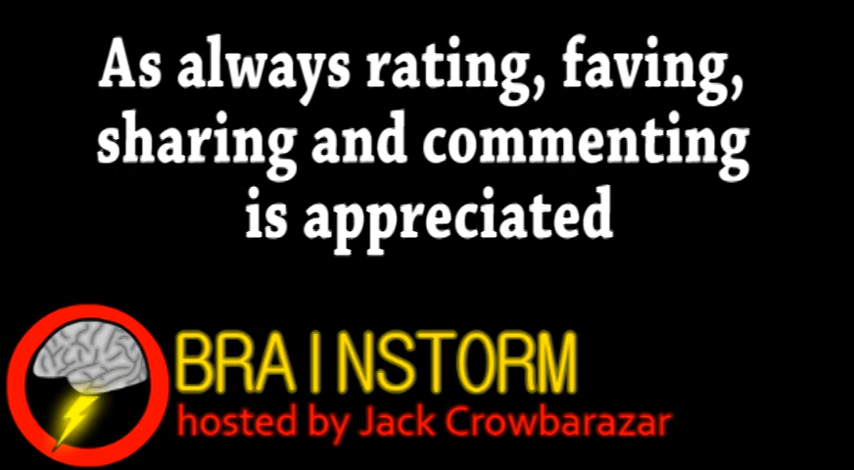 As always rating, faving,
sharing and commenting
is appreciated
BRAINSTORM
hosted by Jack Crowbarazar